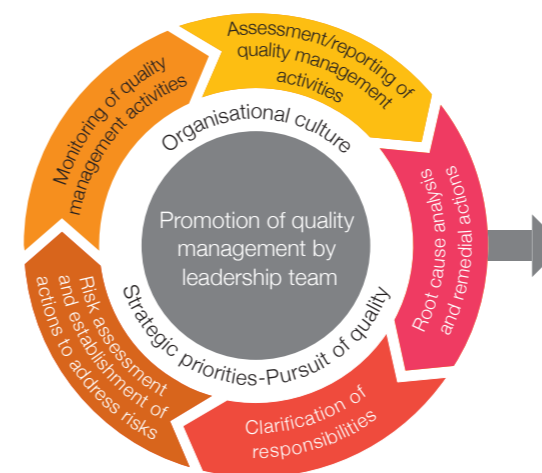 Assessment/reporting of
quality management
activities
Root cause analysis
and remedial actions
Clarification of
responsibilities
Risk assessment
and establishment of
actions to address risks
Monitoring of quality
management activities
Organisational culture
Promotion of quality
management by
leadership team
Strategic priorities-Pursuit of quality